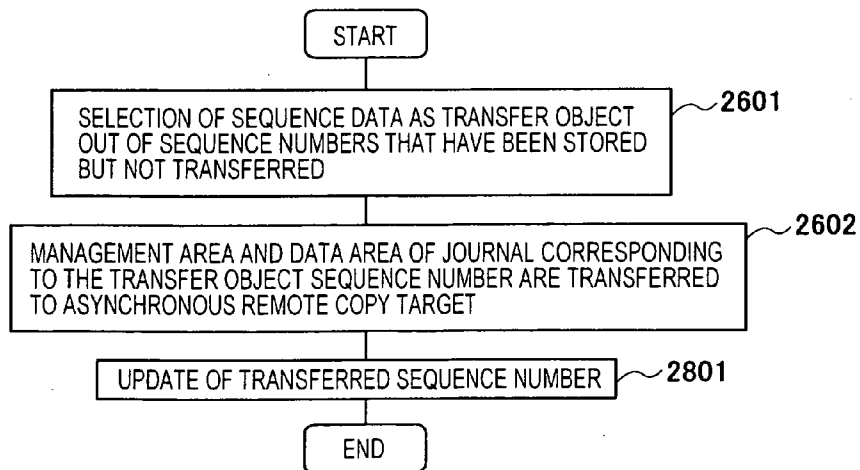 START
SELECTION OF SEQUENCE DATA AS TRANSFER OBJECT
OUT OF SEQUENCE NUMBERS THAT HAVE BEEN STORED
BUT NOT TRANSFERRED
2601
MANAGEMENT AREA AND DATA AREA OF JOURNAL CORRESPONDING
TO THE TRANSFER OBJECT SEQUENCE NUMBER ARE TRANSFERRED
TO ASYNCHRONOUS REMOTE COPY TARGET
2602
UPDATE OF TRANSFERRED SEQUENCE NUMBER
2801
END